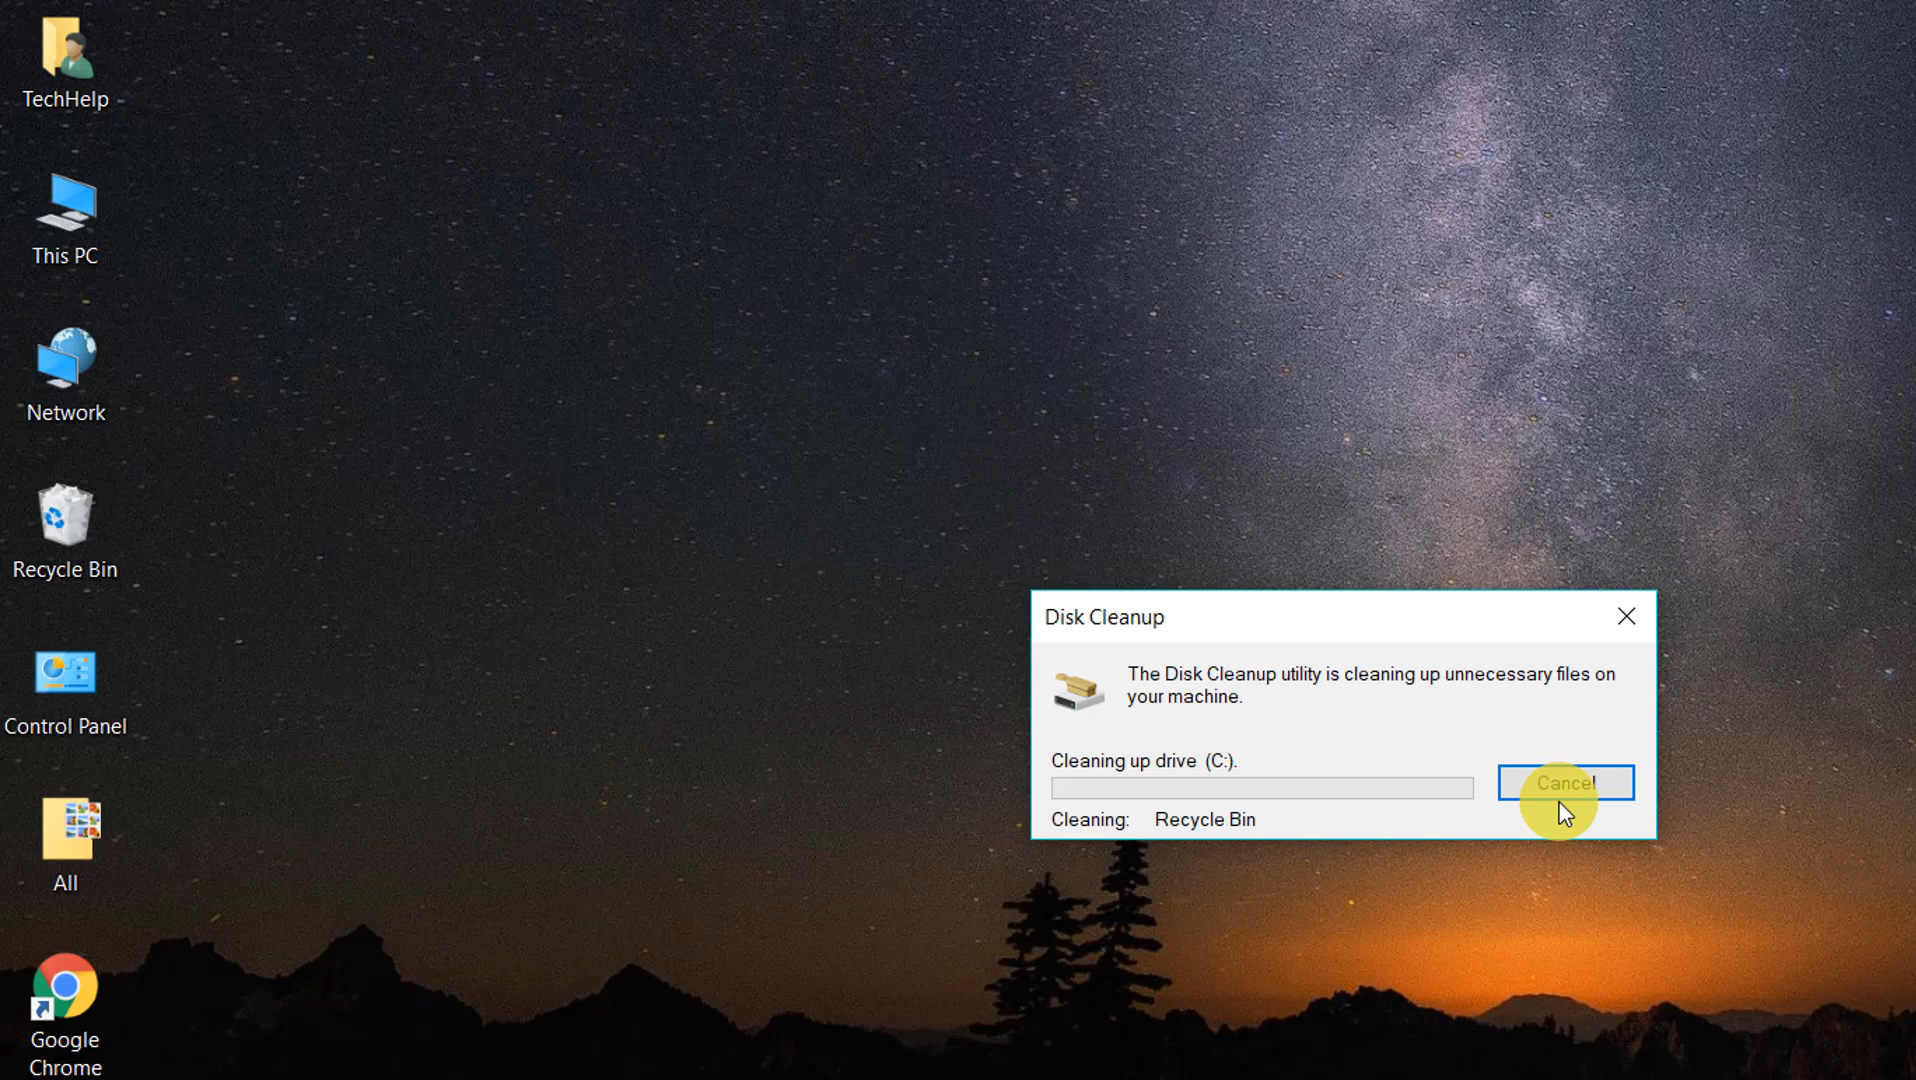 TechHelp
This PC
Network
Recycle Bin
Control Panel
All
Google
Chrome
Disk Cleanup
The Disk Cleanup utility is cleaning up unnecessary files on
your machine.
Cleaning up drive (C:).
Cancel
Cleaning: Recycle Bin